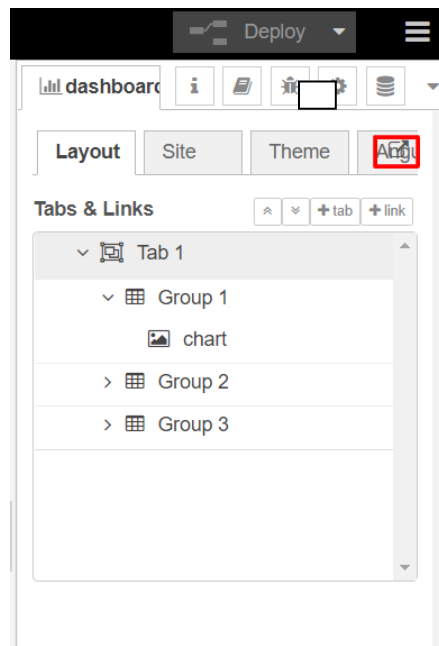 Deploy
dashboard
Layout Site Theme
Tabs & Links +tab +link
Tab 1
Group 1
chart
Group 2
Group 3